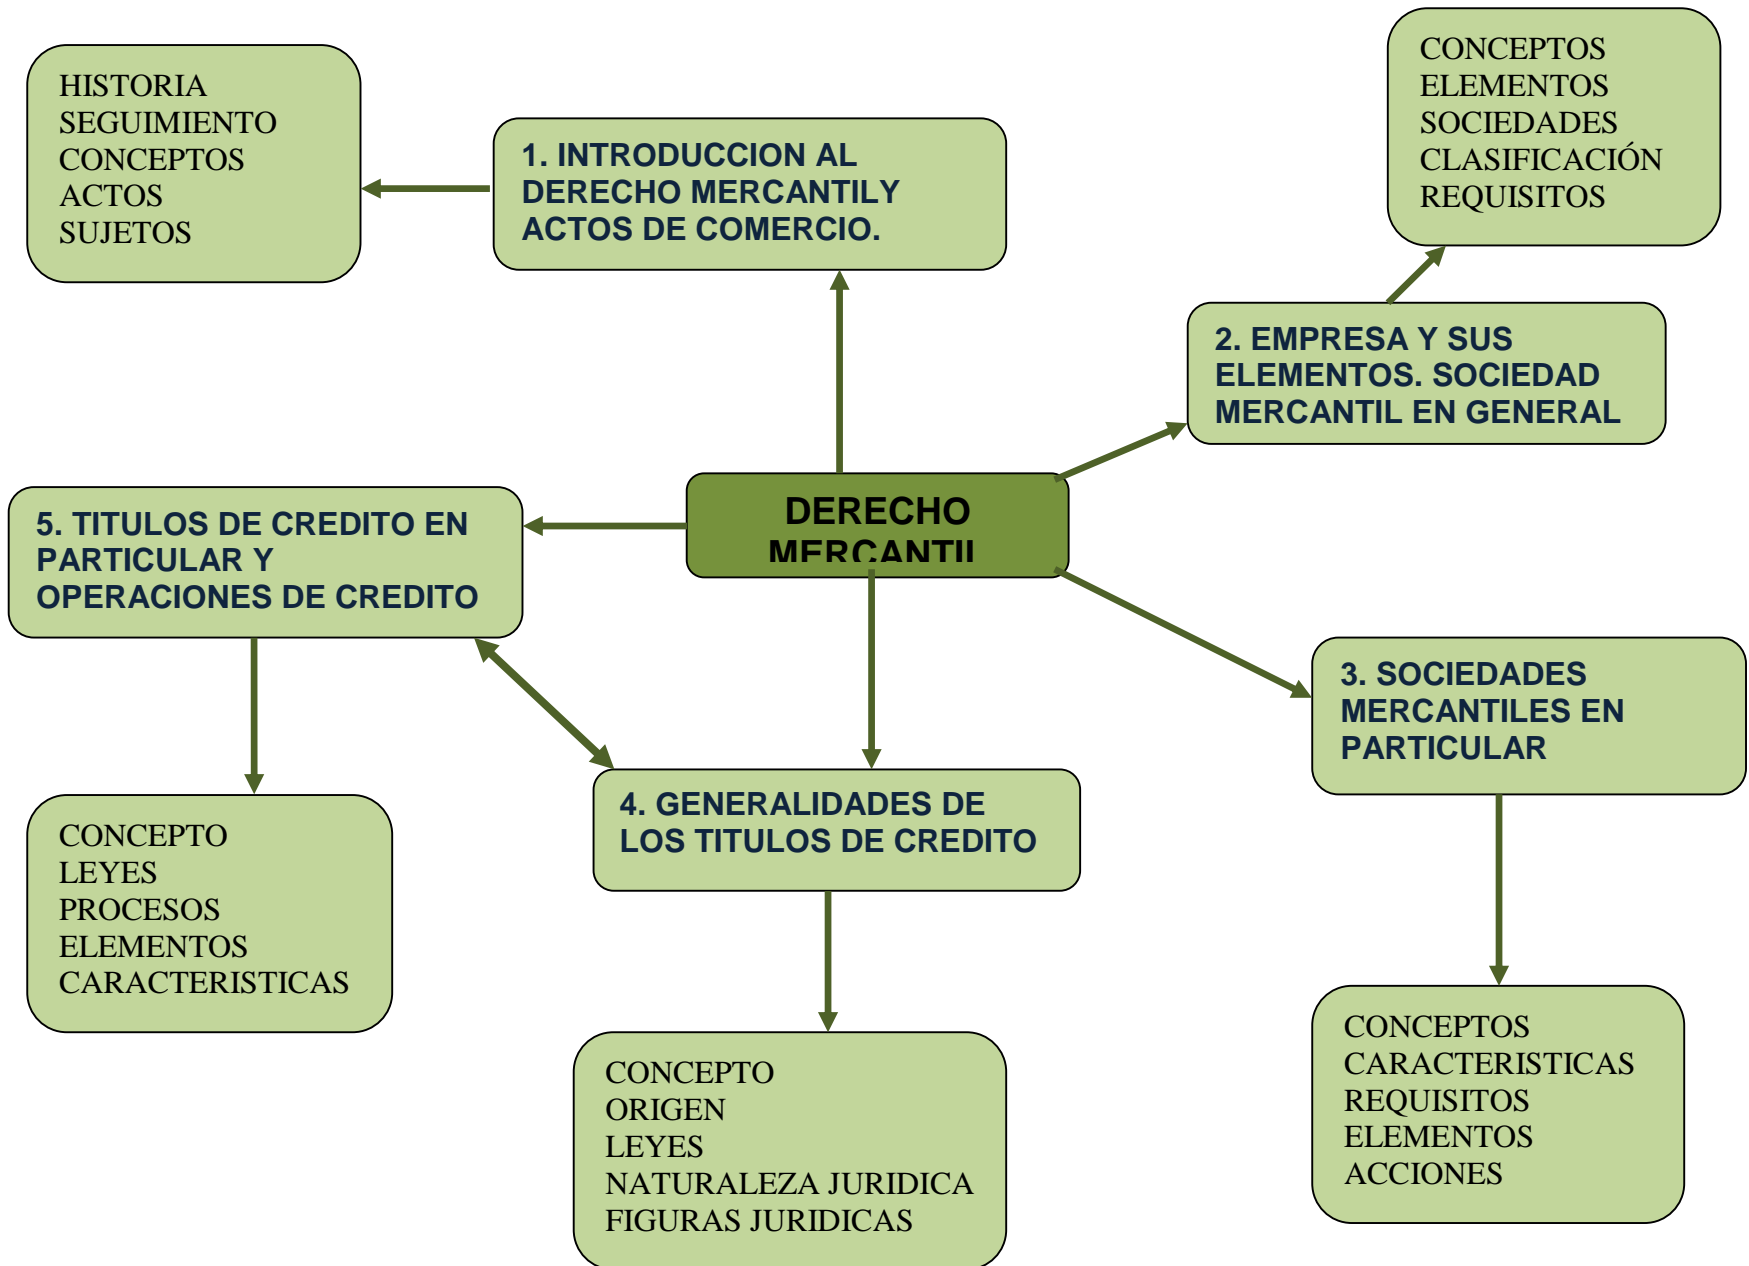 HISTORIA
SEGUIMIENTO
CONCEPTOS
ACTOS
SUJETOS
1. INTRODUCCION AL
DERECHO MERCANTILY
ACTOS DE COMERCIO.
CONCEPTOS
ELEMENTOS
SOCIEDADES
CLASIFICACIÓN
REQUISITOS
2. EMPRESA Y SUS
ELEMENTOS. SOCIEDAD
MERCANTIL EN GENERAL
DERECHO
MERCANTIL
5. TITULOS DE CREDITO EN
PARTICULAR Y
OPERACIONES DE CREDITO
3. SOCIEDADES
MERCANTILES EN
PARTICULAR
4. GENERALIDADES DE
LOS TITULOS DE CREDITO
CONCEPTO
LEYES
PROCESOS
ELEMENTOS
CARACTERISTICAS
CONCEPTO
ORIGEN
LEYES
NATURALEZA JURIDICA
FIGURAS JURIDICAS
CONCEPTOS
CARACTERISTICAS
REQUISITOS
ELEMENTOS
ACCIONES